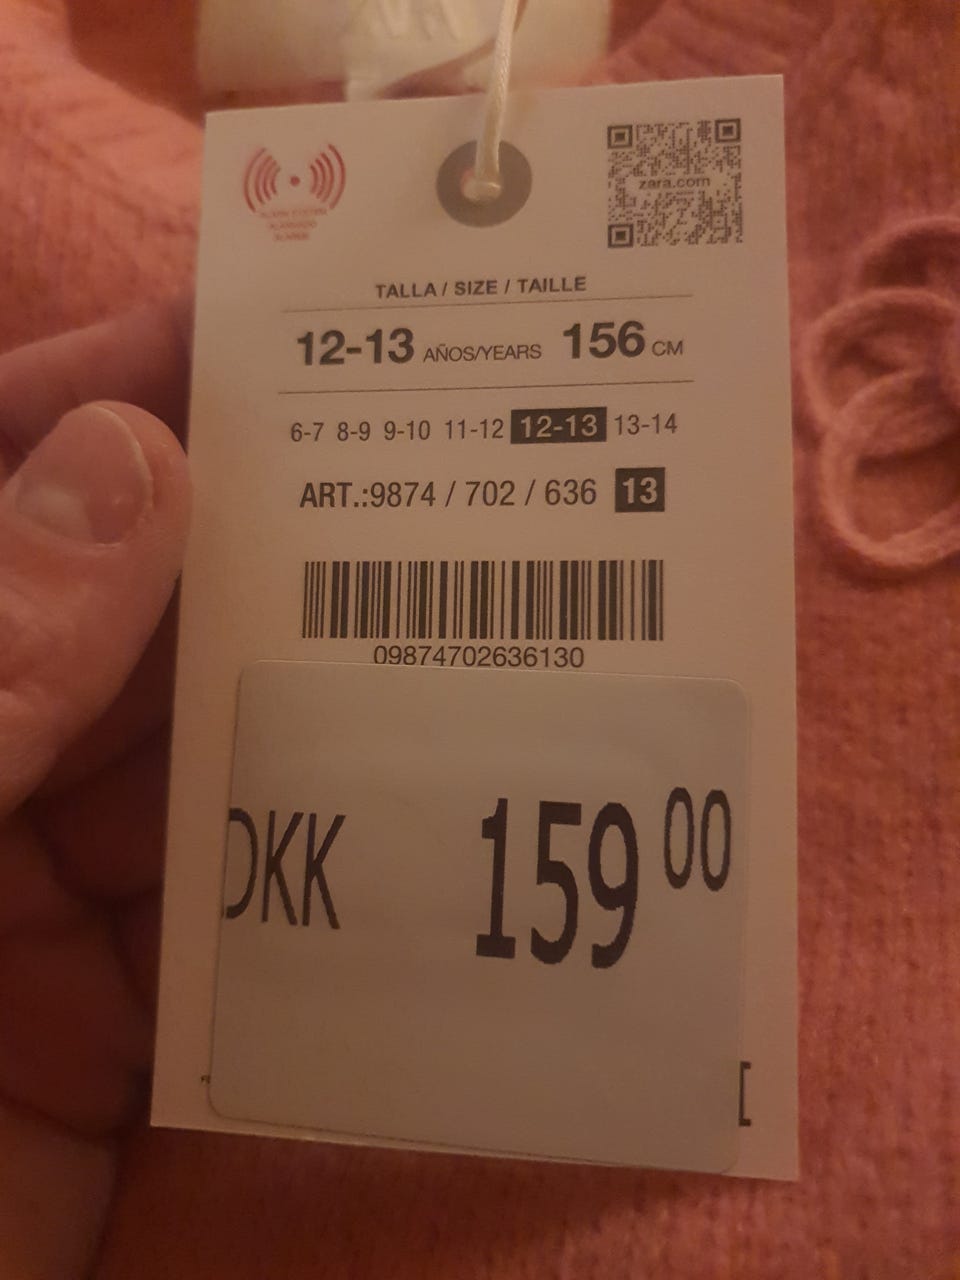 zara.com
TALLA / SIZE / TAILLE
12-13 AÑOS/YEARS 156 CM
6-7 8-9 9-10 11-12 12-13 13-14
ART.:9874 / 702 / 636 13
09874702636130
DKK 159 00